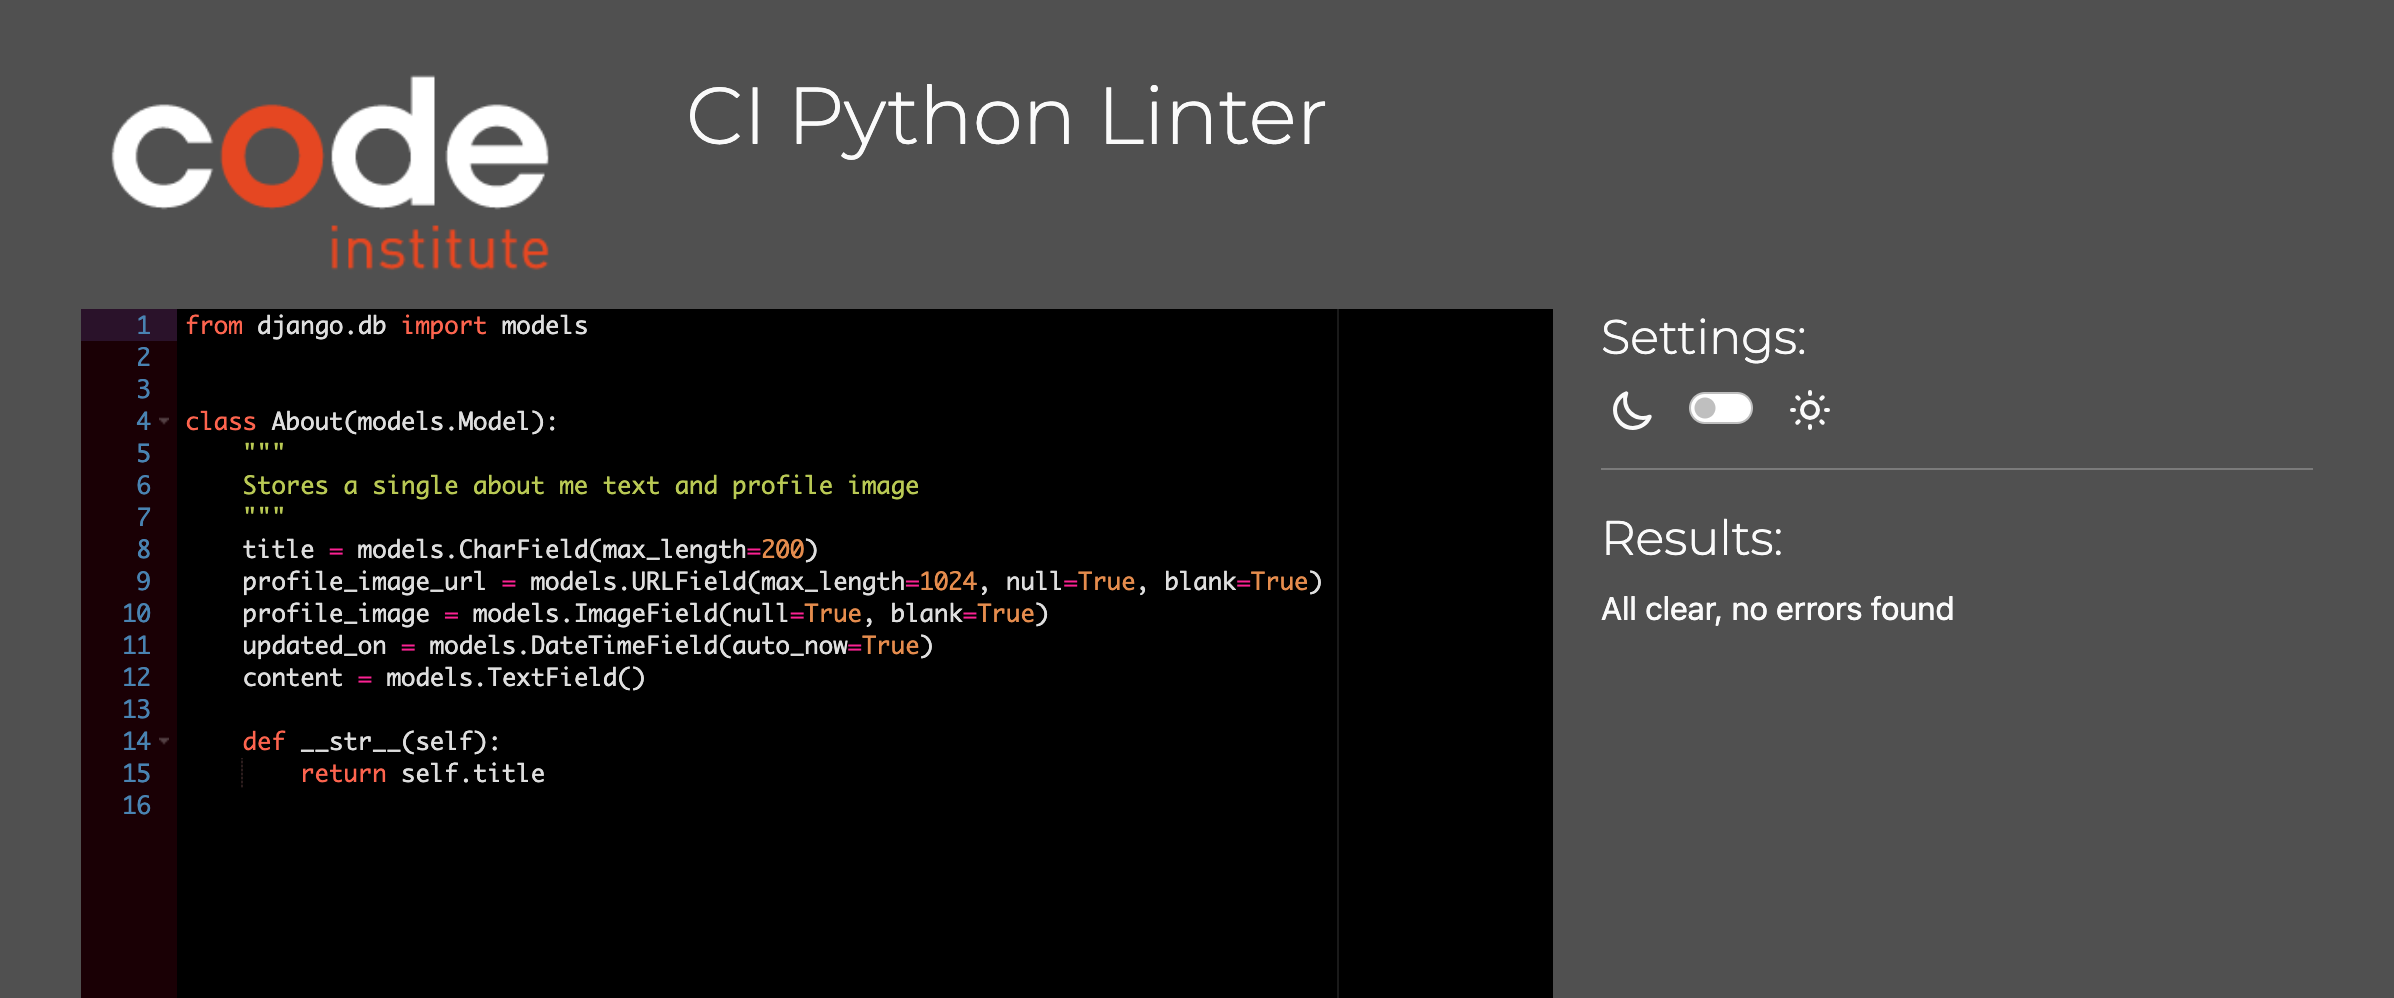 code
institute
CI Python Linter
1 from django.db import models
2
3
4 class About(models.Model):
5     """
6     Stores a single about me text and profile image
7     """
8     title = models.CharField(max_length=200)
9     profile_image_url = models.URLField(max_length=1024, null=True, blank=True)
10     profile_image = models.ImageField(null=True, blank=True)
11     updated_on = models.DateTimeField(auto_now=True)
12     content = models.TextField()
13
14     def __str__(self):
15         return self.title
16
Settings:
Results:
All clear, no errors found